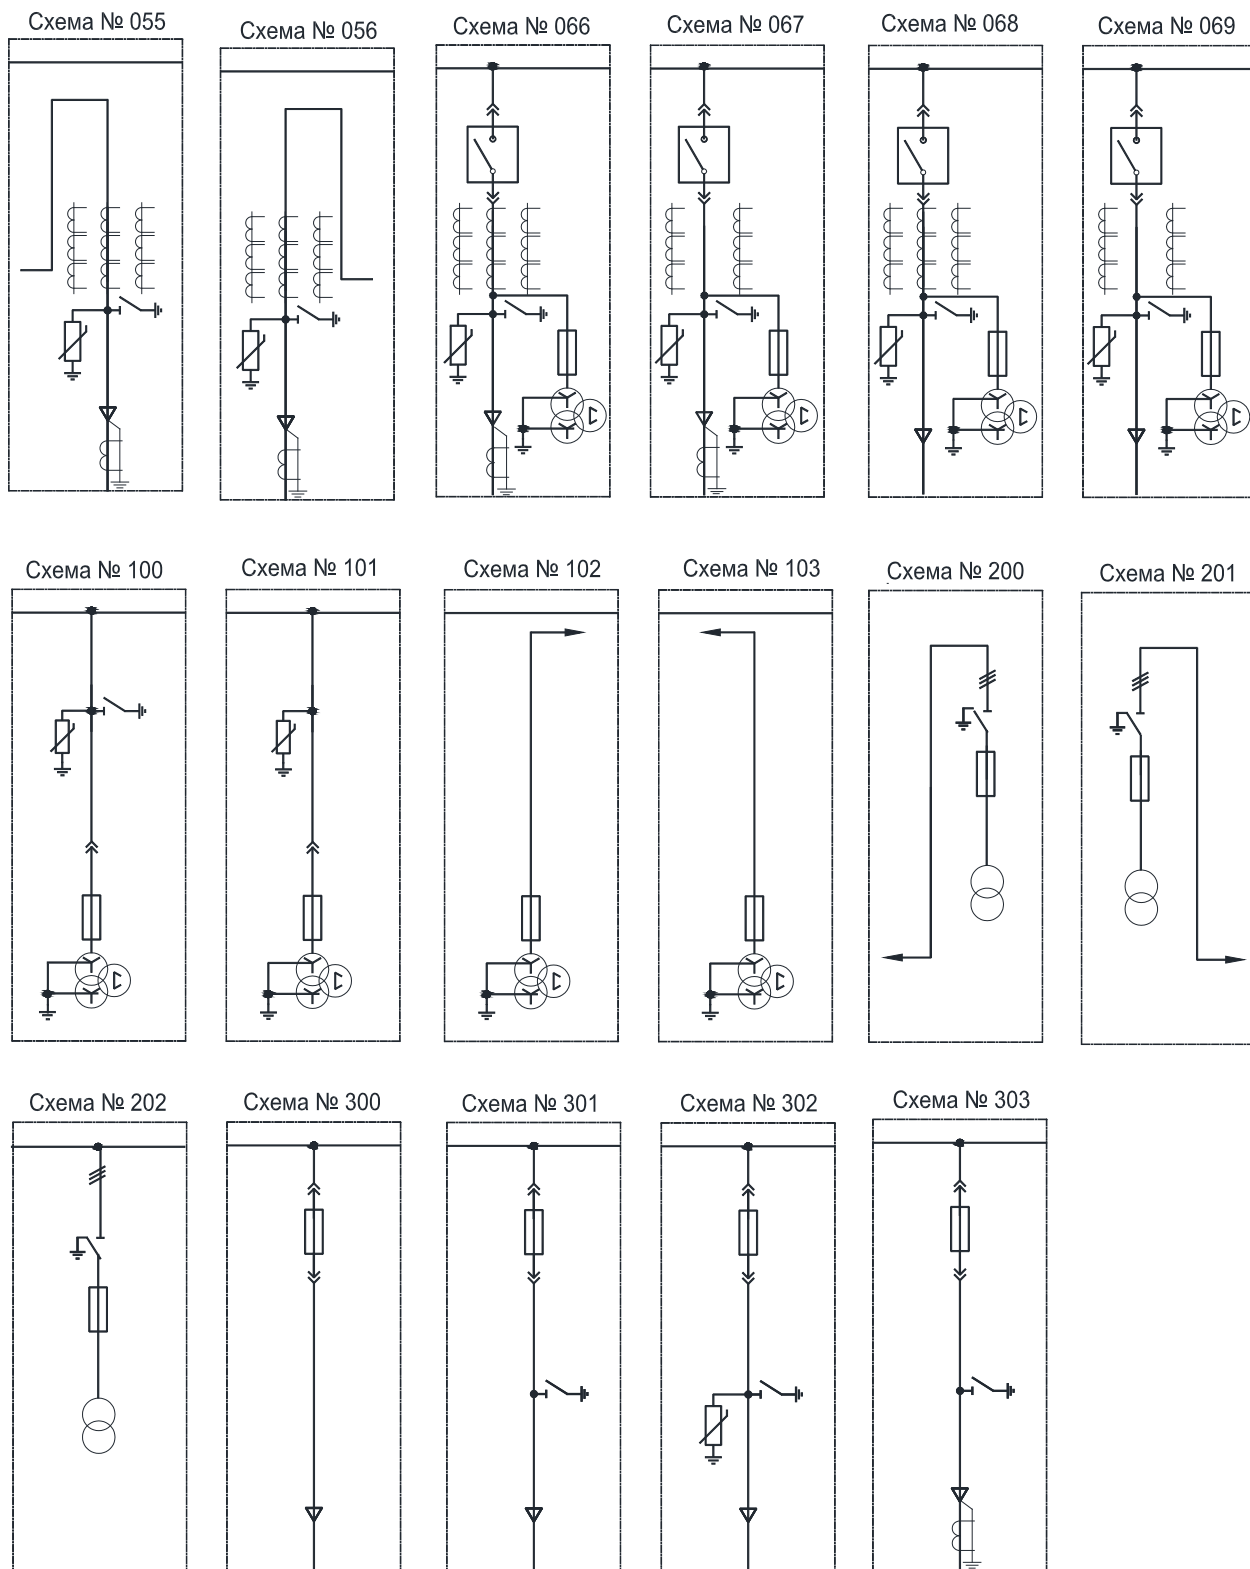 Схема № 055
Схема № 056
Схема № 066
Схема № 067
Схема № 068
Схема № 069
Схема № 100
Схема № 101
Схема № 102
Схема № 103
Схема № 200
Схема № 201
Схема № 202
Схема № 300
Схема № 301
Схема № 302
Схема № 303